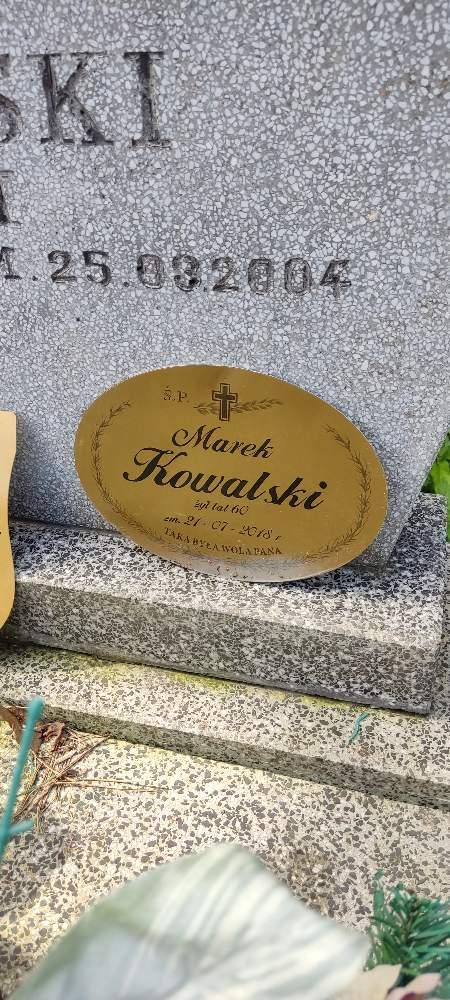 SKI
M. 25.03.2004
Ś.P.
Marek
Kowalski
żył lat 60
zm. 21 - 07 - 2018 r
TAKA BYŁA WOLA PANA